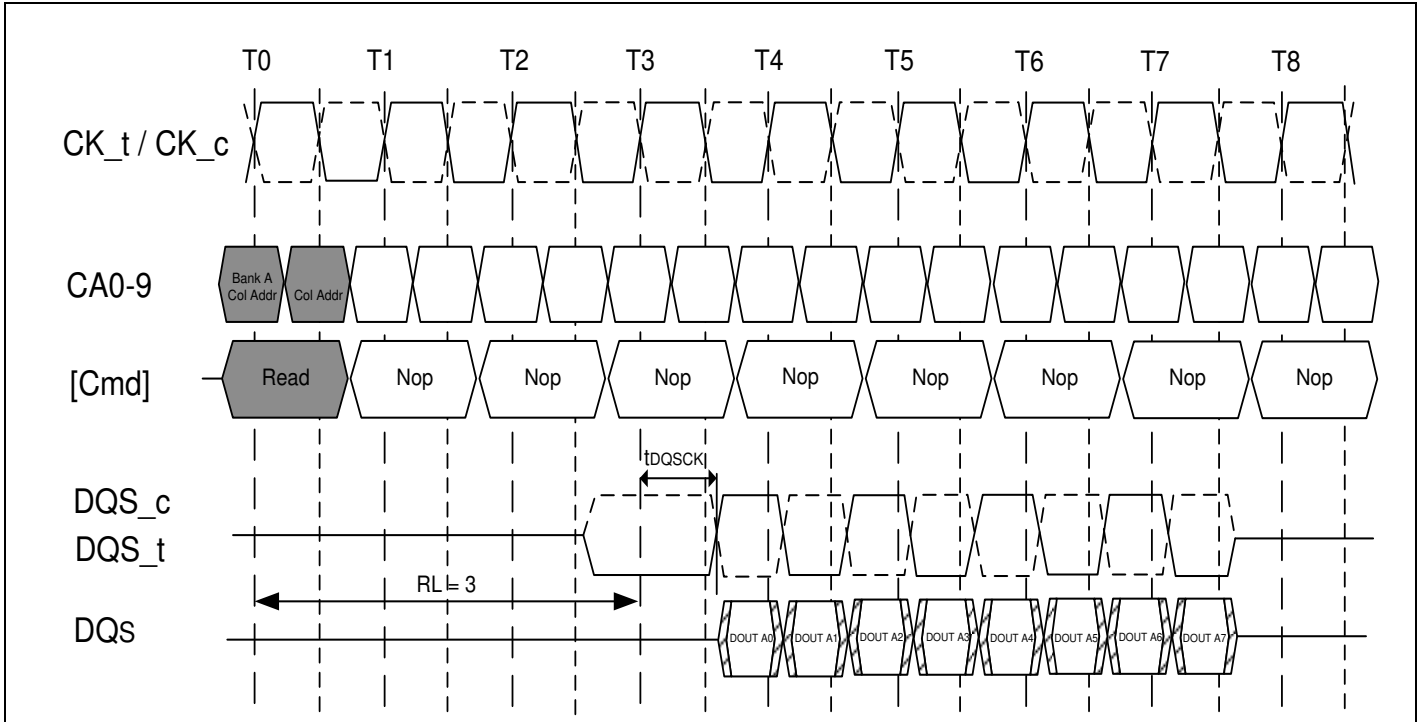 T0 T1 T2 T3 T4 T5 T6 T7 T8
CK_t / CK_c
CA0-9
Bank A
Col Addr
Col Addr
[Cmd]
Read Nop Nop Nop Nop Nop Nop Nop Nop
tDQSCK
DQS_c
DQS_t
RL = 3
DQs
DOUT A0 DOUT A1 DOUT A2 DOUT A3 DOUT A4 DOUT A5 DOUT A6 DOUT A7